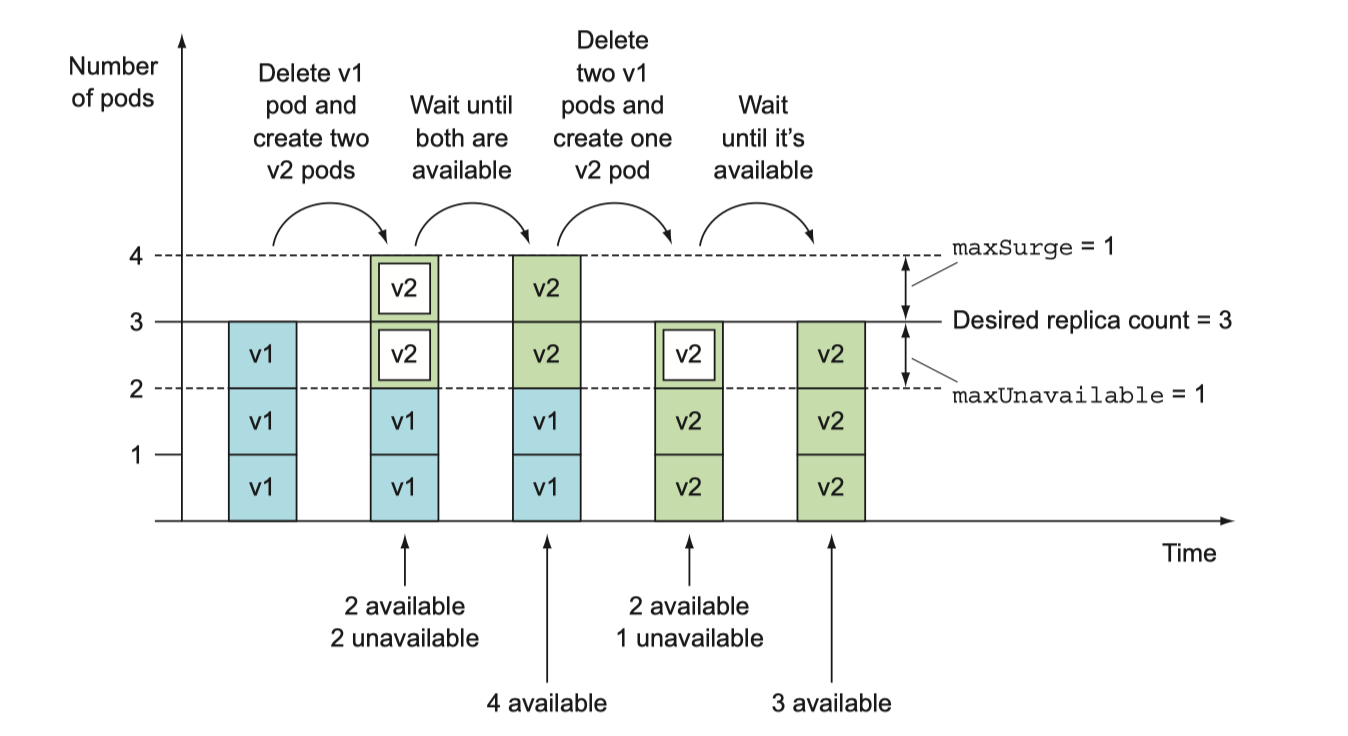 Number
of pods
Delete v1
pod and
create two
v2 pods
Wait until
both are
available
Delete
two v1
pods and
create one
v2 pod
Wait
until it’s
available
4
3
2
1
v1
v1
v1
v2
v2
v1
v1
v2
v2
v1
v1
v2
v2
v2
v2
v2
v2
maxSurge = 1
Desired replica count = 3
maxUnavailable = 1
Time
2 available
2 unavailable
4 available
2 available
1 unavailable
3 available